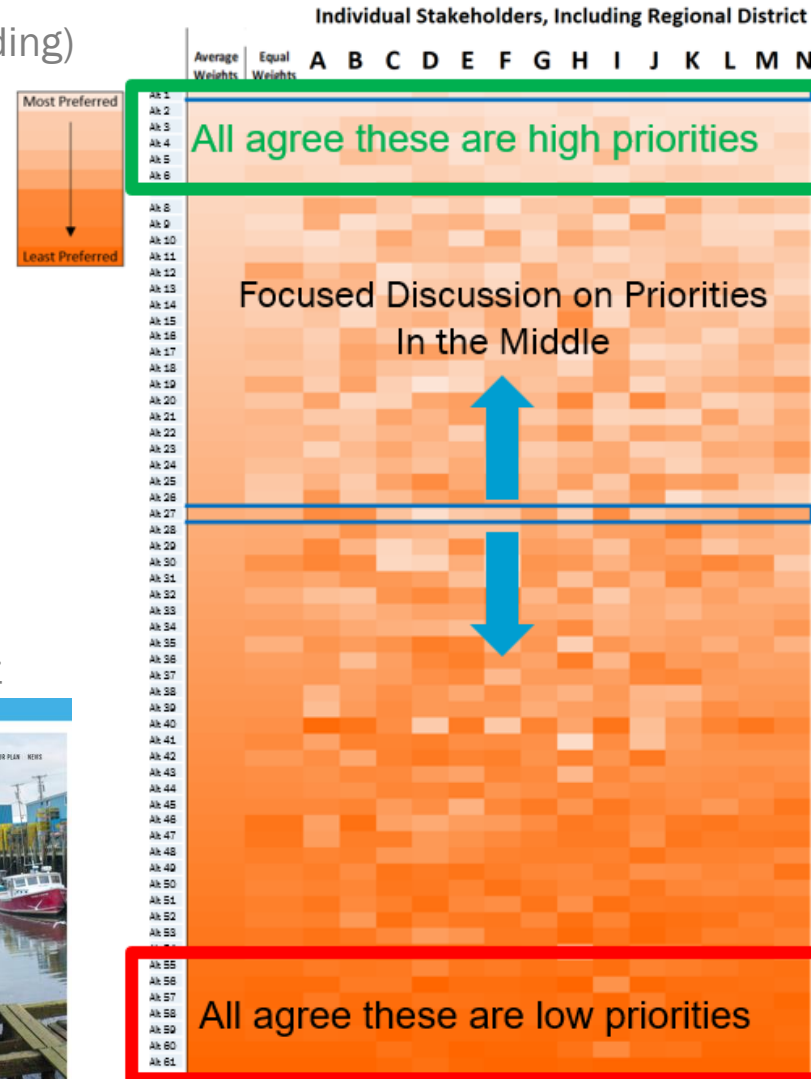 Individual Stakeholders, Including Regional District
ding)
Average Weights
Equal Weights
A B C D E F G H I J K L M N
Most Preferred
Least Preferred
Alt 1
Alt 2
Alt 3
Alt 4
Alt 5
Alt 6
All agree these are high priorities
Alt 8
Alt 9
Alt 10
Alt 11
Alt 12
Alt 13
Alt 14
Alt 15
Alt 16
Alt 17
Alt 18
Alt 19
Alt 20
Alt 21
Alt 22
Alt 23
Alt 24
Alt 25
Alt 26
Alt 27
Alt 28
Alt 29
Alt 30
Alt 31
Alt 32
Alt 33
Alt 34
Alt 35
Alt 36
Alt 37
Alt 38
Alt 39
Alt 40
Alt 41
Alt 42
Alt 43
Alt 44
Alt 45
Alt 46
Alt 47
Alt 48
Alt 49
Alt 50
Alt 51
Alt 52
Alt 53
Focused Discussion on Priorities
In the Middle
Alt 55
Alt 56
Alt 57
Alt 58
Alt 59
Alt 60
Alt 61
All agree these are low priorities
PLAN NEWS